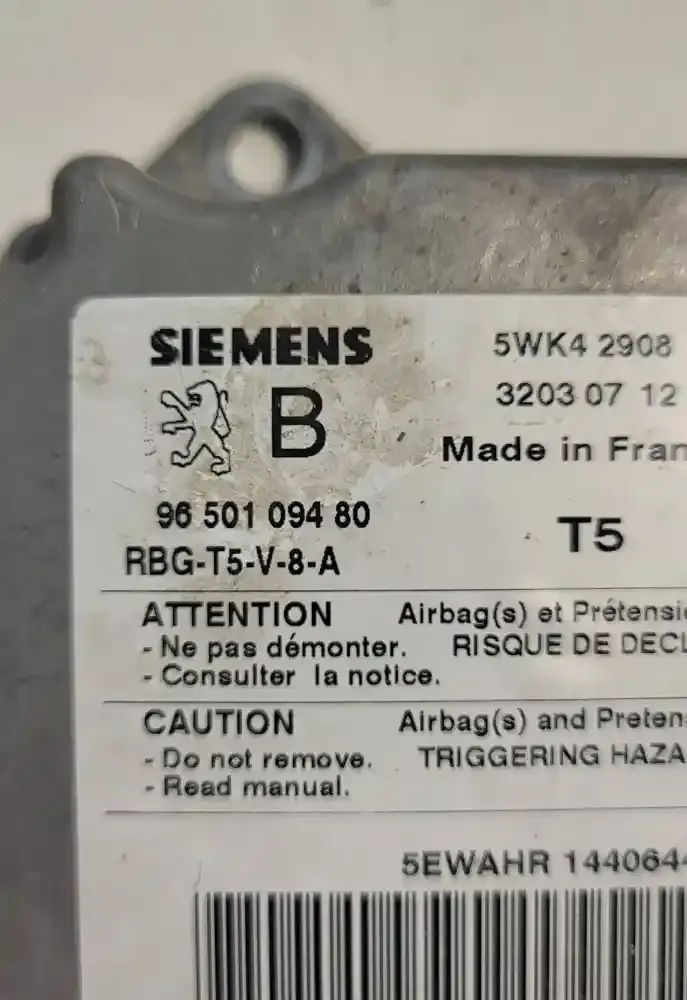 SIEMENS 5WK4 2908
B 3203 07 12
Made in Fran
96 501 094 80 T5
RBG-T5-V-8-A
ATTENTION Airbag(s) et Prétensi
- Ne pas démonter. RISQUE DE DECL
- Consulter la notice.
CAUTION Airbag(s) and Preten
- Do not remove. TRIGGERING HAZA
- Read manual.
5EWAHR 1440644